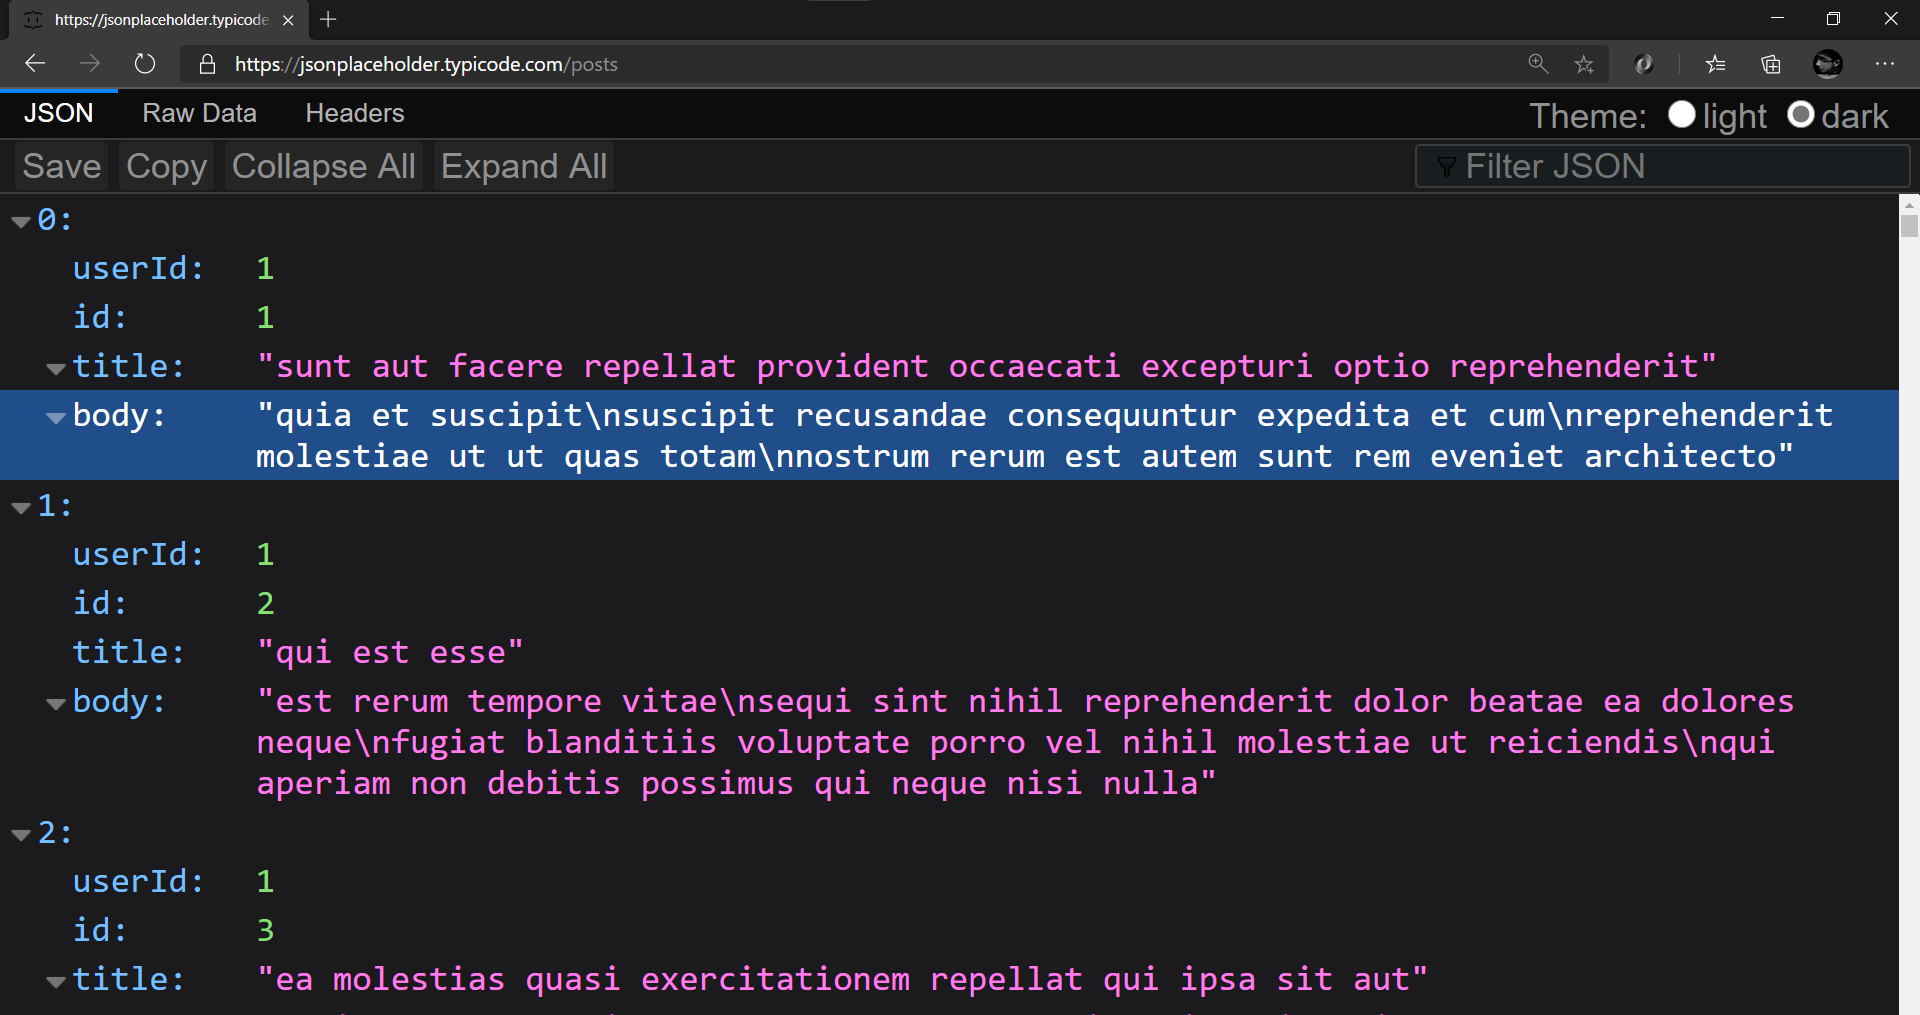 https://jsonplaceholder.typicode
https://jsonplaceholder.typicode.com/posts
JSON Raw Data Headers Theme: light dark
Save Copy Collapse All Expand All Filter JSON
0:
userId: 1
id: 1
title: "sunt aut facere repellat provident occaecati excepturi optio reprehenderit"
body: "quia et suscipit\nsuscipit recusandae consequuntur expedita et cum\nreprehenderit
molestiae ut ut quas totam\nnostrum rerum est autem sunt rem eveniet architecto"
1:
userId: 1
id: 2
title: "qui est esse"
body: "est rerum tempore vitae\nsequi sint nihil reprehenderit dolor beatae ea dolores
neque\nfugiat blanditiis voluptate porro vel nihil molestiae ut reiciendis\nqui
aperiam non debitis possimus qui neque nisi nulla"
2:
userId: 1
id: 3
title: "ea molestias quasi exercitationem repellat qui ipsa sit aut"